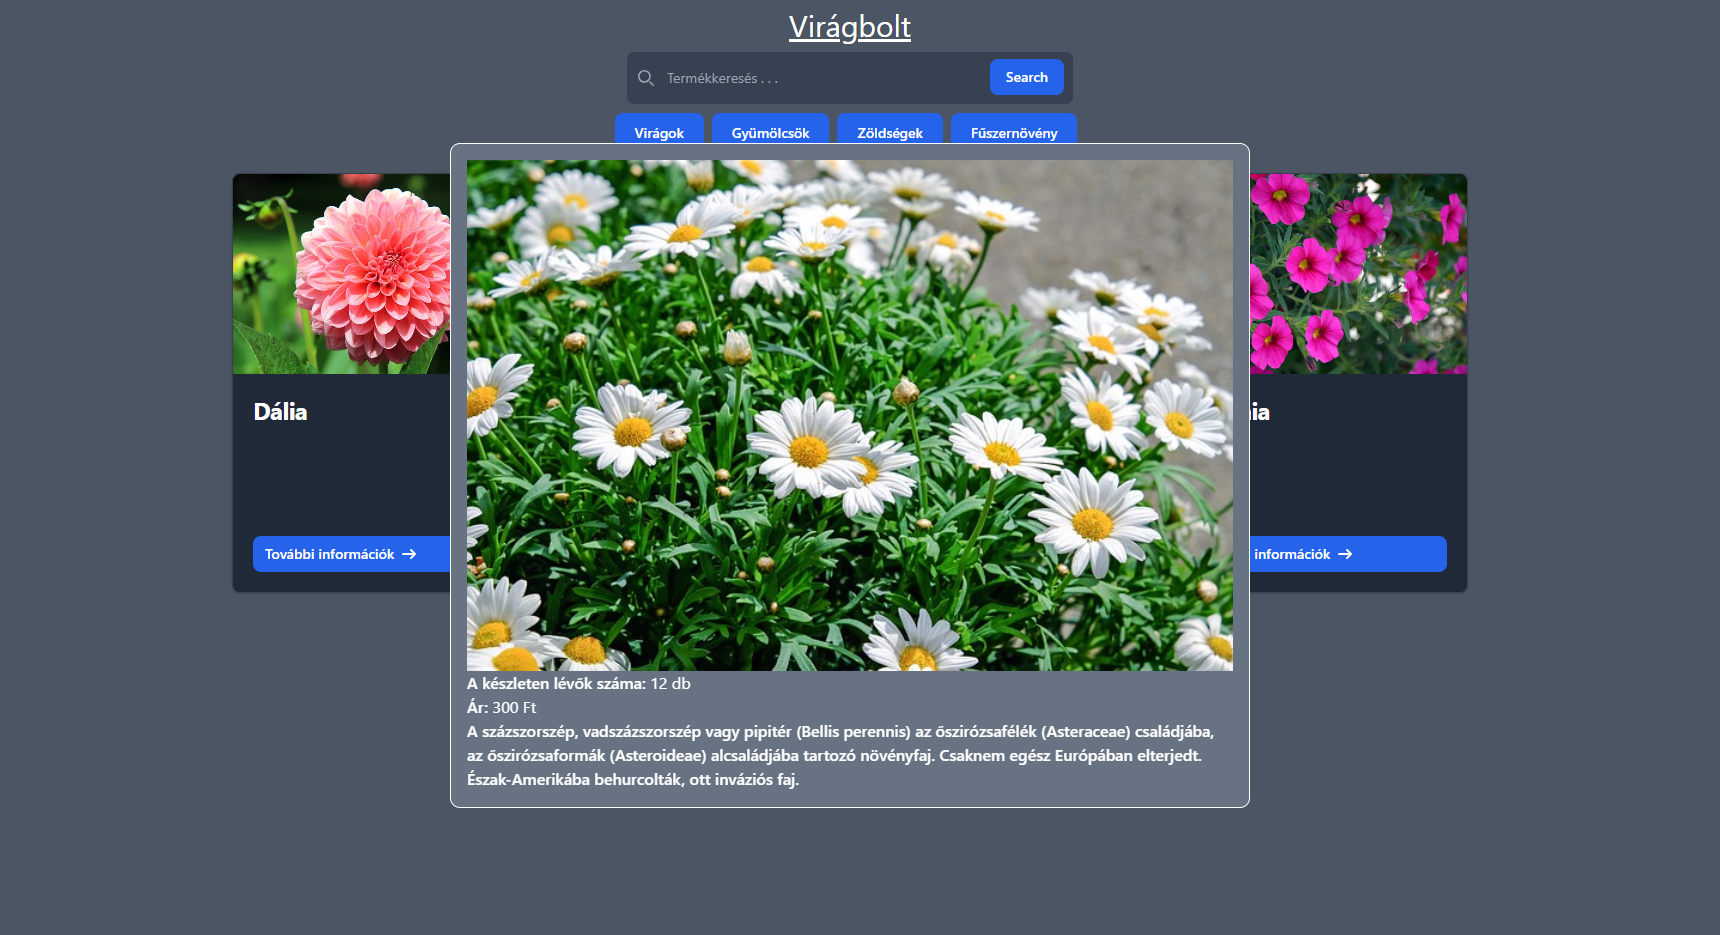 Virágbolt
Termékkeresés . . .
Search
Virágok
Gyümölcsök
Zöldségek
Fűszernövény
Dália
További információk
információk
A készleten lévők száma: 12 db
Ár: 300 Ft
A százszorszép, vadszázszorszép vagy pipitér (Bellis perennis) az őszirózsafélék (Asteraceae) családjába,
az őszirózsaformák (Asteroideae) alcsaládjába tartozó növényfaj. Csaknem egész Európában elterjedt.
Észak-Amerikába behurcolták, ott inváziós faj.